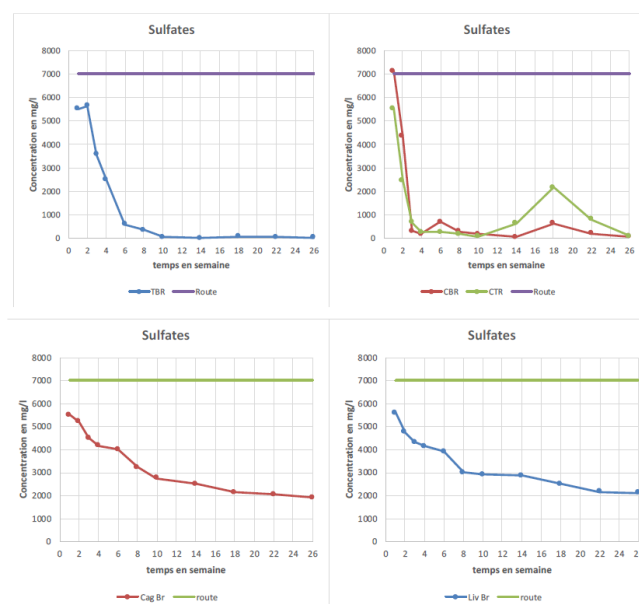 Sulfates
8000
7000
6000
5000
4000
3000
2000
1000
0
Concentration en mg/l
0 2 4 6 8 10 12 14 16 18 20 22 24 26
temps en semaine
TBR Route
Sulfates
8000
7000
6000
5000
4000
3000
2000
1000
0
Concentration en mg/l
0 2 4 6 8 10 12 14 16 18 20 22 24 26
temps en semaine
CBR CTR Route
Sulfates
8000
7000
6000
5000
4000
3000
2000
1000
0
Concentration en mg/l
0 2 4 6 8 10 12 14 16 18 20 22 24 26
temps en semaine
Cag Br route
Sulfates
8000
7000
6000
5000
4000
3000
2000
1000
0
Concentration en mg/l
0 2 4 6 8 10 12 14 16 18 20 22 24 26
temps en semaine
Liv Br route